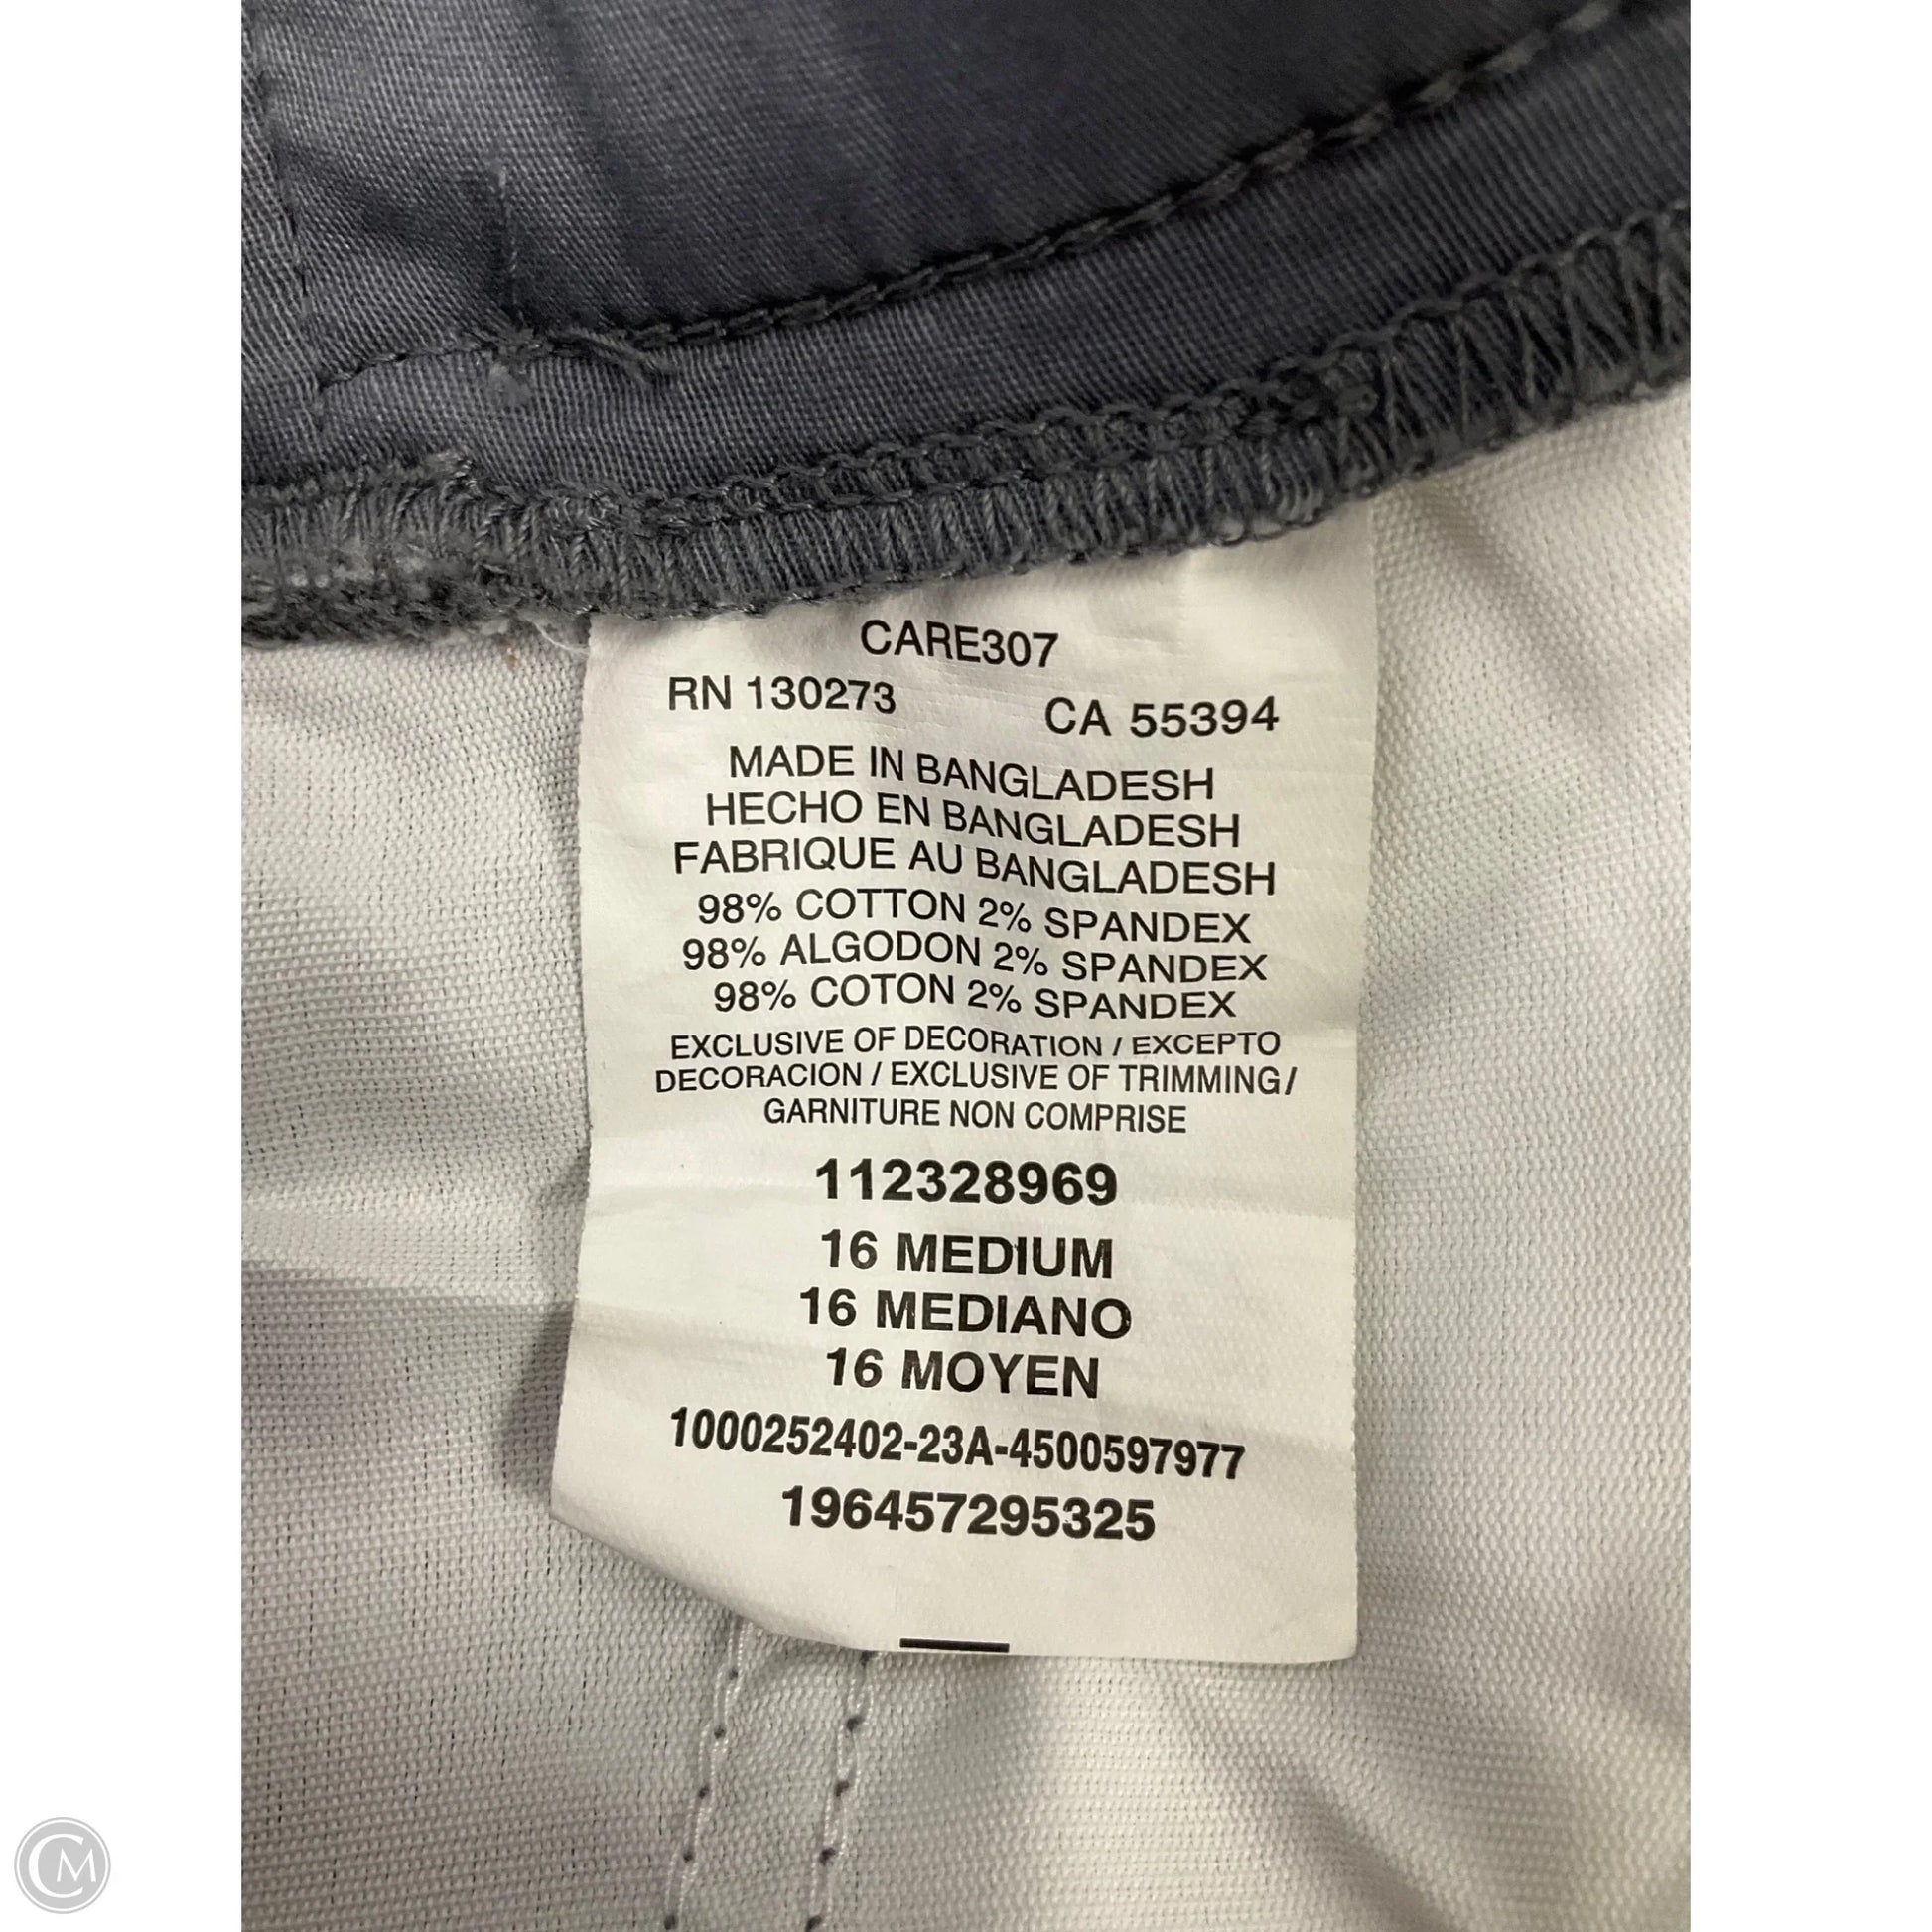 CARE307
RN 130273 CA 55394
MADE IN BANGLADESH
HECHO EN BANGLADESH
FABRIQUE AU BANGLADESH
98% COTTON 2% SPANDEX
98% ALGODON 2% SPANDEX
98% COTON 2% SPANDEX
EXCLUSIVE OF DECORATION / EXCEPTO
DECORACION / EXCLUSIVE OF TRIMMING/
GARNITURE NON COMPRISE
112328969
16 MEDIUM
16 MEDIANO
16 MOYEN
1000252402-23A-4500597977
196457295325
CM